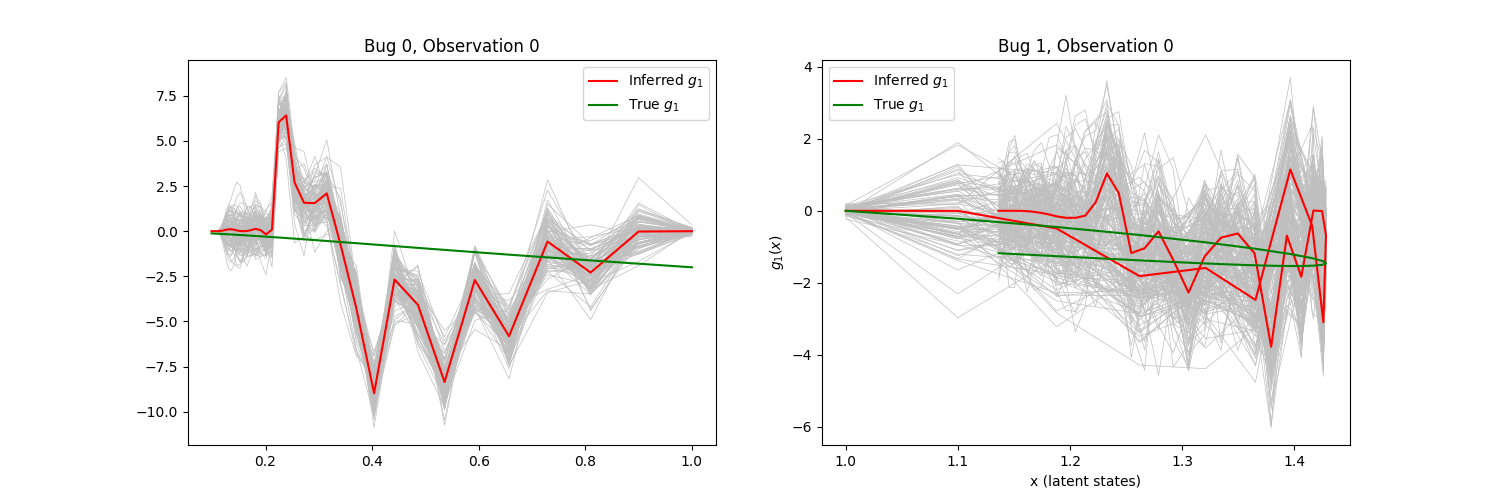 Bug 0, Observation 0
Inferred g₁
True g₁
7.5
5.0
2.5
0.0
−2.5
−5.0
−7.5
−10.0
0.2 0.4 0.6 0.8 1.0
Bug 1, Observation 0
Inferred g₁
True g₁
4
2
0
−2
−4
−6
g₁(x)
1.0 1.1 1.2 1.3 1.4
x (latent states)